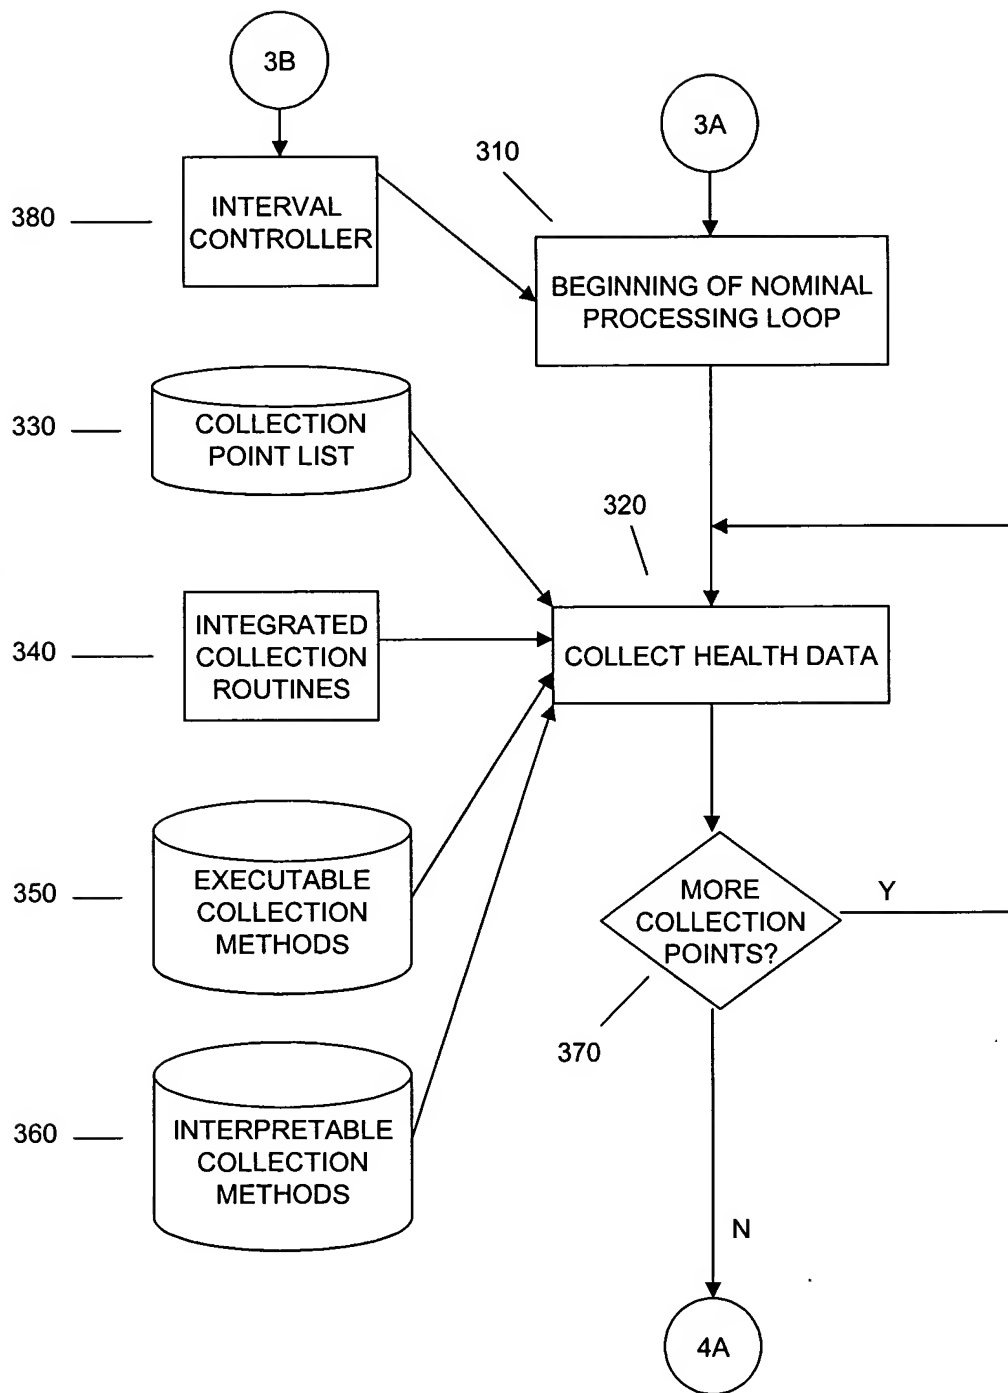 3B
3A
310
380
INTERVAL
CONTROLLER
BEGINNING OF NOMINAL
PROCESSING LOOP
330
COLLECTION
POINT LIST
320
340
INTEGRATED
COLLECTION
ROUTINES
COLLECT HEALTH DATA
350
EXECUTABLE
COLLECTION
METHODS
MORE
COLLECTION
POINTS?
Y
370
360
INTERPRETABLE
COLLECTION
METHODS
N
4A